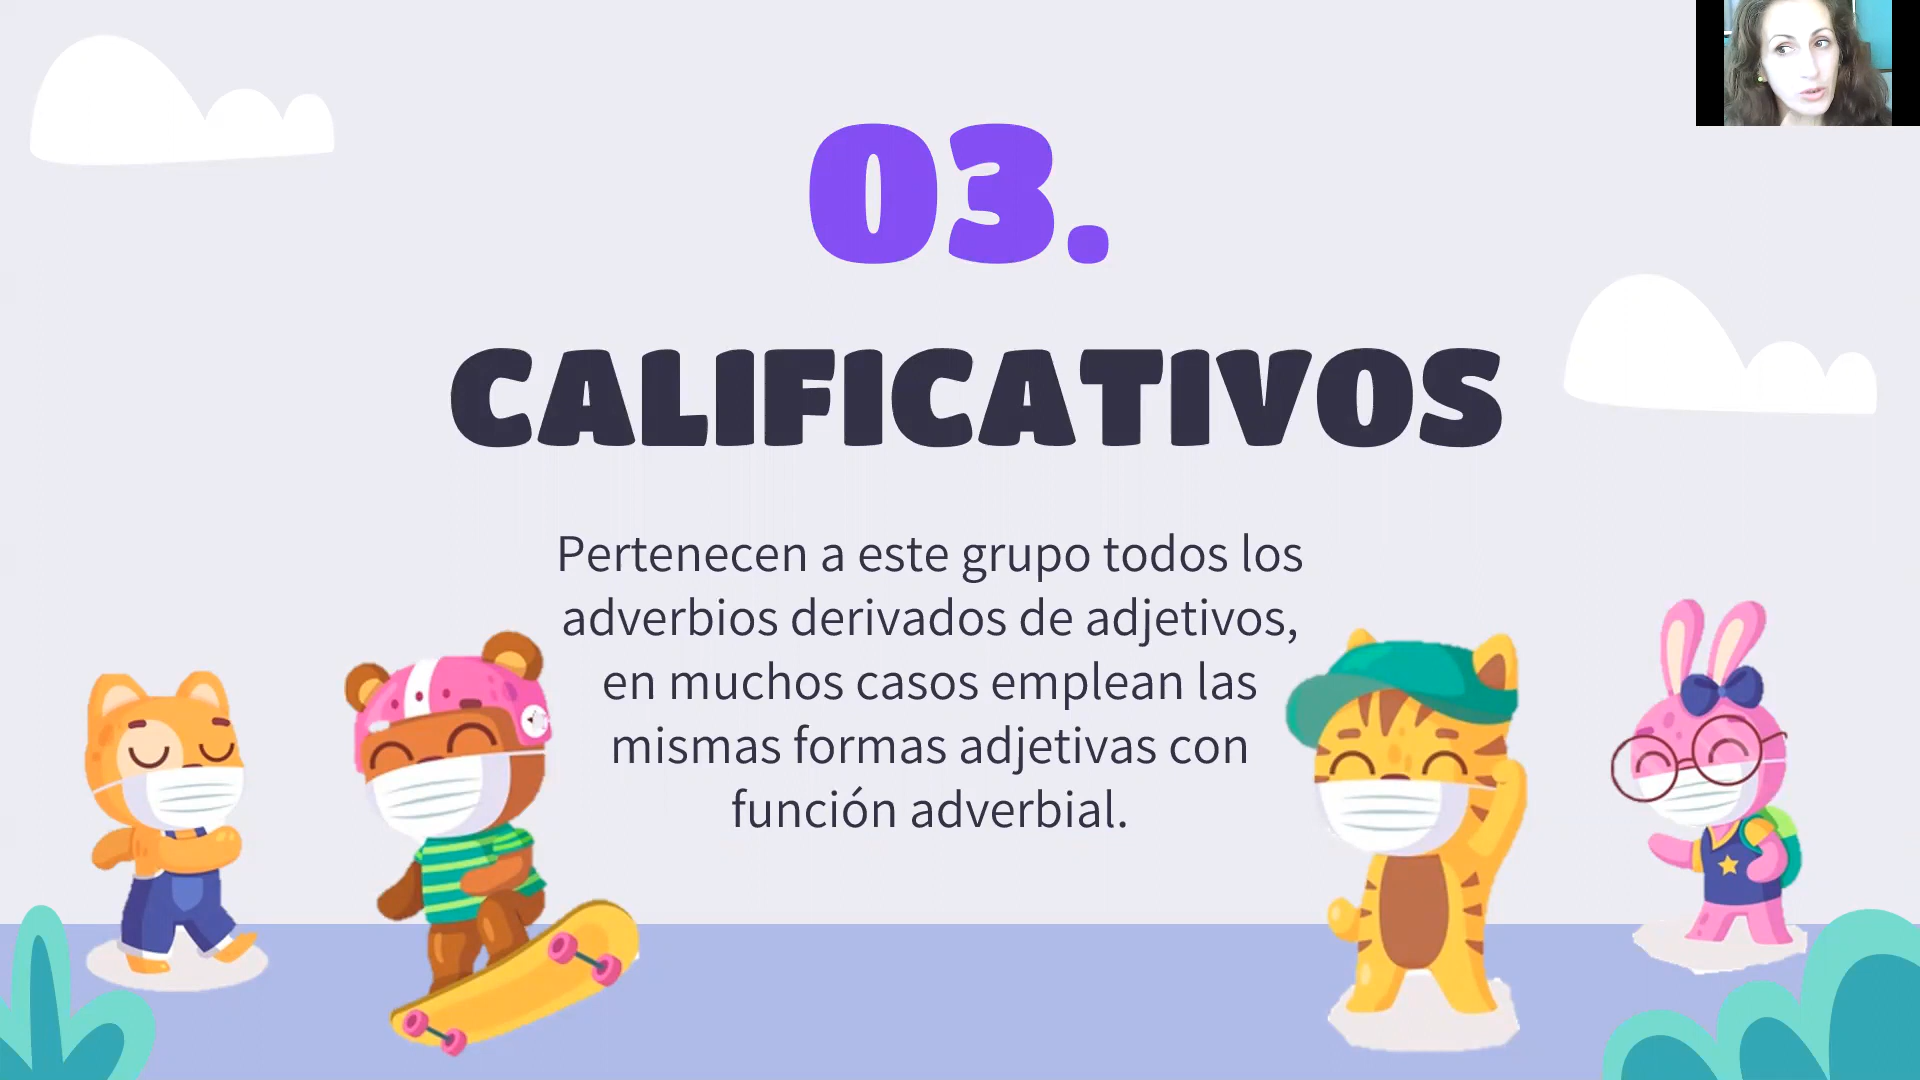 03.
CALIFICATIVOS
Pertenecen a este grupo todos los
adverbios derivados de adjetivos,
en muchos casos emplean las
mismas formas adjetivas con
función adverbial.